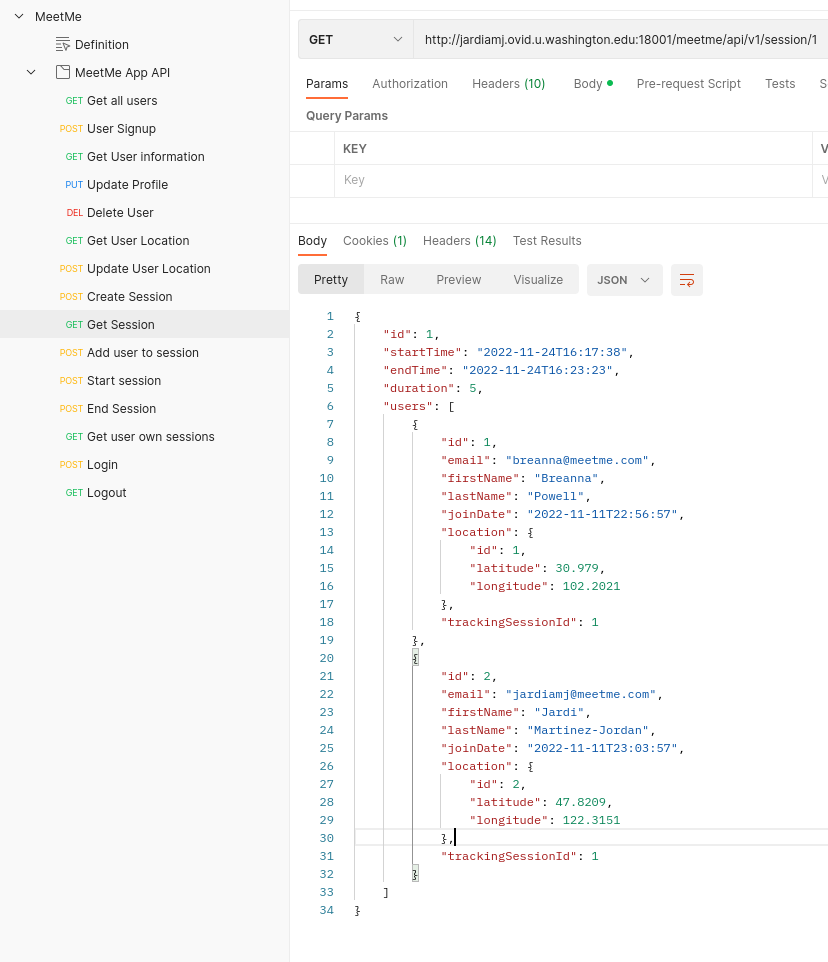 MeetMe
Definition
MeetMe App API
GET Get all users
POST User Signup
GET Get User information
PUT Update Profile
DEL Delete User
GET Get User Location
POST Update User Location
POST Create Session
GET Get Session
POST Add user to session
POST Start session
POST End Session
GET Get user own sessions
POST Login
GET Logout
GET http://jardiamj.ovid.u.washington.edu:18001/meetme/api/v1/session/1
Params Authorization Headers (10) Body Pre-request Script Tests S
Query Params
KEY V
Key V
Body Cookies (1) Headers (14) Test Results
Pretty Raw Preview Visualize JSON
1 {
2 "id": 1,
3 "startTime": "2022-11-24T16:17:38",
4 "endTime": "2022-11-24T16:23:23",
5 "duration": 5,
6 "users": [
7 {
8 "id": 1,
9 "email": "breanna@meetme.com",
10 "firstName": "Breanna",
11 "lastName": "Powell",
12 "joinDate": "2022-11-11T22:56:57",
13 "location": {
14 "id": 1,
15 "latitude": 30.979,
16 "longitude": 102.2021
17 },
18 "trackingSessionId": 1
19 },
20 {
21 "id": 2,
22 "email": "jardiamj@meetme.com",
23 "firstName": "Jardi",
24 "lastName": "Martinez-Jordan",
25 "joinDate": "2022-11-11T23:03:57",
26 "location": {
27 "id": 2,
28 "latitude": 47.8209,
29 "longitude": 122.3151
30 },
31 "trackingSessionId": 1
32 }
33 ]
34 }